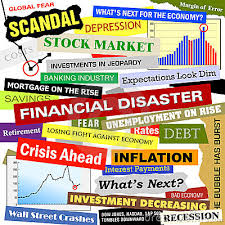 GLOBAL FEAR
SCANDAL
DEPRESSION
WHAT'S NEXT FOR THE ECONOMY?
Margin of Error
COSTS
STOCK MARKET
INVESTMENTS IN JEOPARDY
BANKING INDUSTRY
Expectations Look Dim
MORTGAGE ON THE RISE
SAVINGS
FINANCIAL DISASTER
FEAR
UNEMPLOYMENT ON RISE
Retirement
LOSING FIGHT AGAINST ECONOMY
Rates
DEBT
THE BUBBLE HAS BURST
Crisis Ahead
INFLATION
Interest Payments
What's Next?
BAD ECONOMY
INVESTMENT DECREASING
Wall Street Crashes
DOW JONES, NASDAQ, S&P 500
TUMBLES DOWNWARD
RECESSION